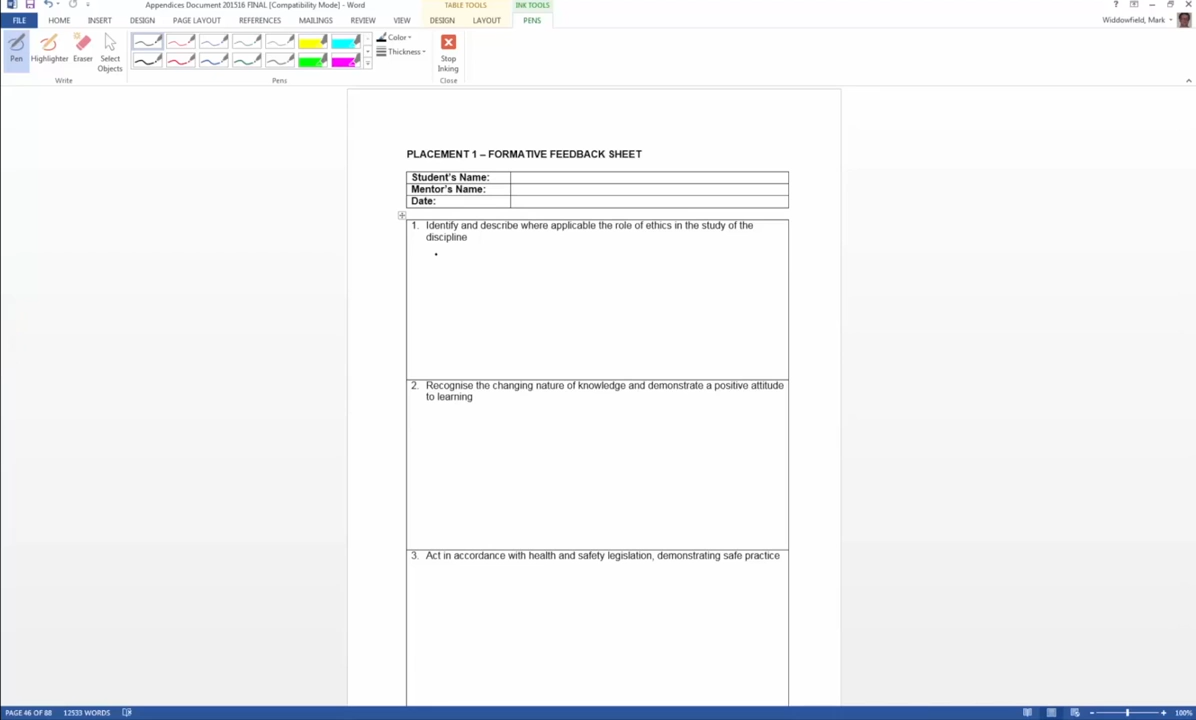 Appendices Document 201516 FINAL [Compatibility Mode] - Word
TABLE TOOLS
INK TOOLS
?
FILE
HOME
INSERT
DESIGN
PAGE LAYOUT
REFERENCES
MAILINGS
REVIEW
VIEW
DESIGN
LAYOUT
PENS
Widdowfield, Mark
Pen
Highlighter
Eraser
Select
Objects
Color
Thickness
Stop
Inking
Write
Pens
Close
PLACEMENT 1 – FORMATIVE FEEDBACK SHEET
Student's Name:
Mentor's Name:
Date:
1. Identify and describe where applicable the role of ethics in the study of the
discipline
2. Recognise the changing nature of knowledge and demonstrate a positive attitude
to learning
3. Act in accordance with health and safety legislation, demonstrating safe practice
PAGE 46 OF 88
12533 WORDS
100%